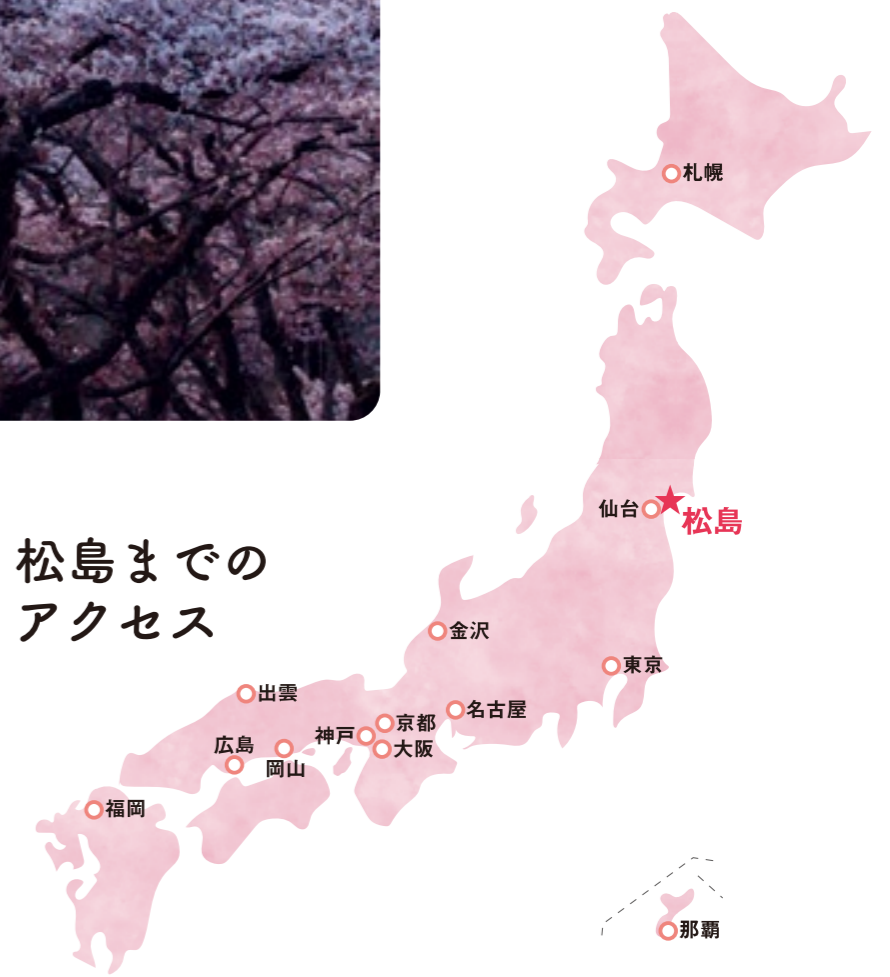 札幌
仙台
松島
松島までの
アクセス
金沢
東京
出雲
名古屋
京都
神戸
広島
大阪
岡山
福岡
那覇